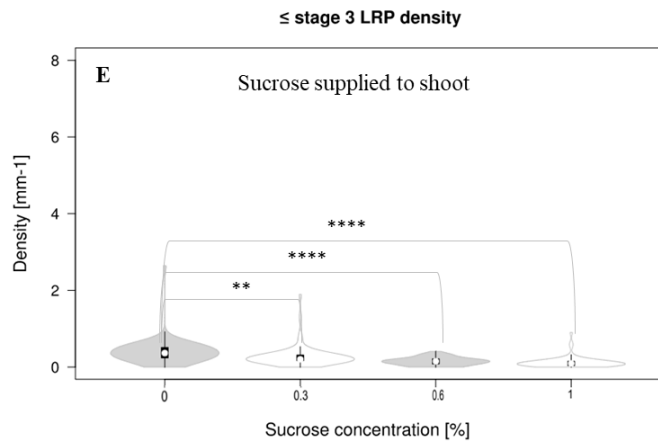 ≤ stage 3 LRP density
E
Sucrose supplied to shoot
Density [mm-1]
8
6
4
2
0
****
****
**
0 0.3 0.6 1
Sucrose concentration [%]